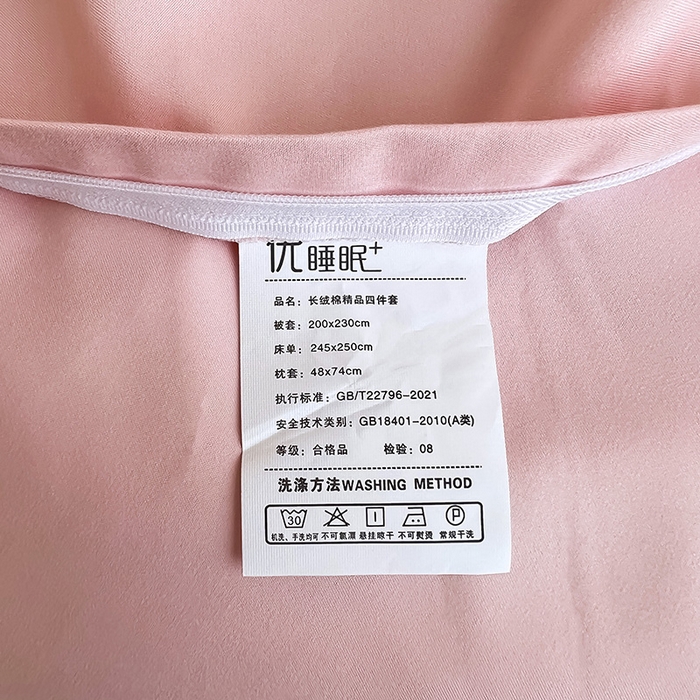 优睡眠+
品名：长绒棉精品四件套
被套：200x230cm
床单：245x250cm
枕套：48x74cm
执行标准：GB/T22796-2021
安全技术类别：GB18401-2010(A类)
等级：合格品 检验：08
洗涤方法WASHING METHOD
30 P
机洗、手洗均可 不可氯漂 悬挂晾干 不可熨烫 常规干洗